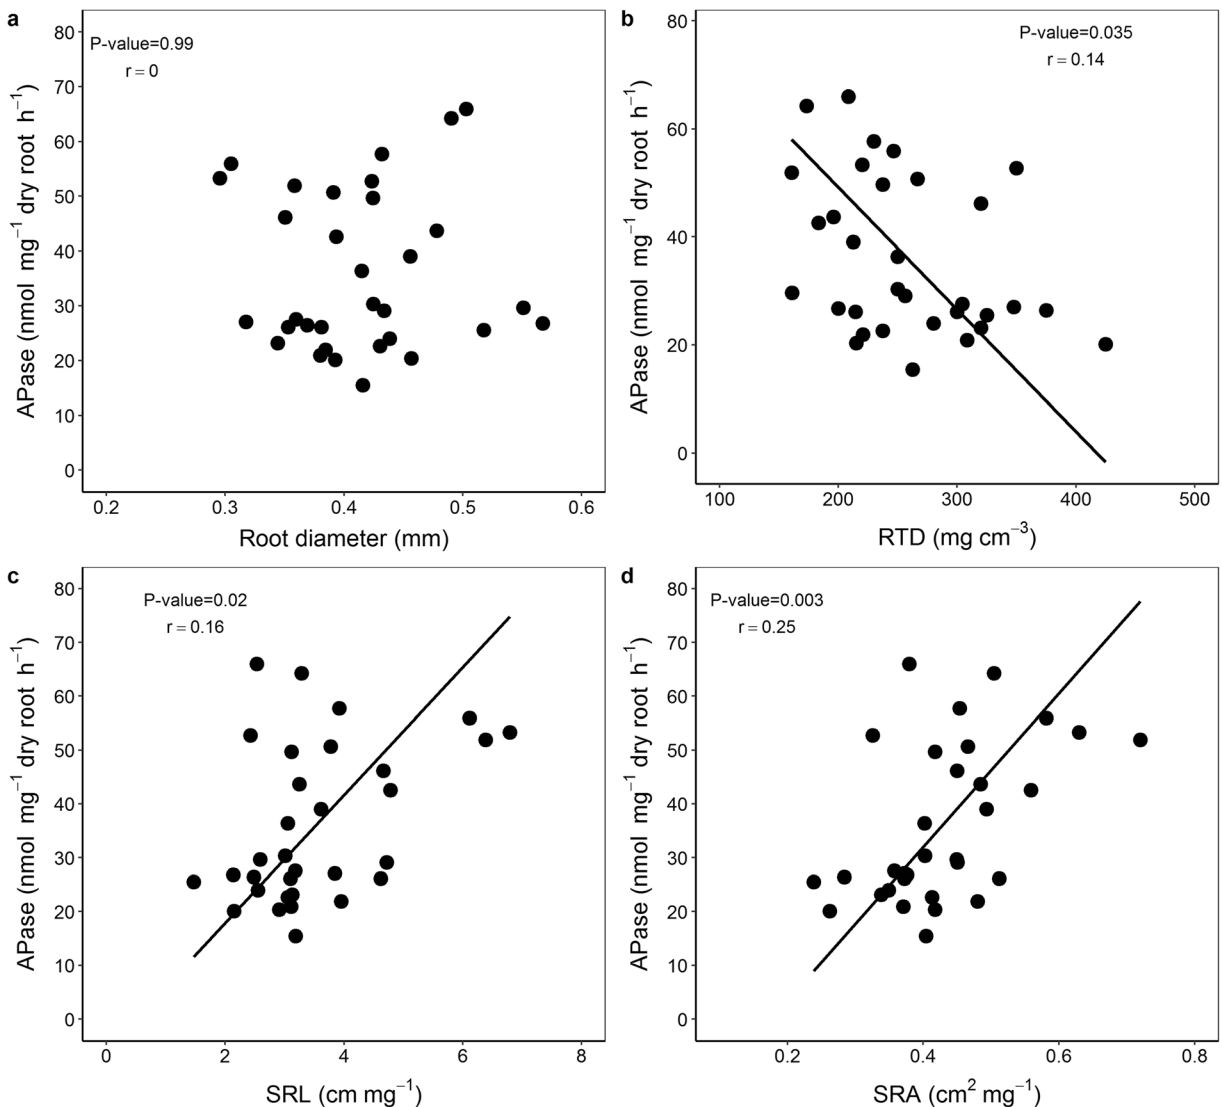 a
P-value=0.99
r = 0
APase (nmol mg⁻¹ dry root h⁻¹)
80
70
60
50
40
30
20
10
0
0.2 0.3 0.4 0.5 0.6
Root diameter (mm)
b
P-value=0.035
r = 0.14
APase (nmol mg⁻¹ dry root h⁻¹)
80
60
40
20
0
100 200 300 400 500
RTD (mg cm⁻³)
c
P-value=0.02
r = 0.16
APase (nmol mg⁻¹ dry root h⁻¹)
80
70
60
50
40
30
20
10
0
0 2 4 6 8
SRL (cm mg⁻¹)
d
P-value=0.003
r = 0.25
APase (nmol mg⁻¹ dry root h⁻¹)
80
70
60
50
40
30
20
10
0
0.2 0.4 0.6 0.8
SRA (cm² mg⁻¹)